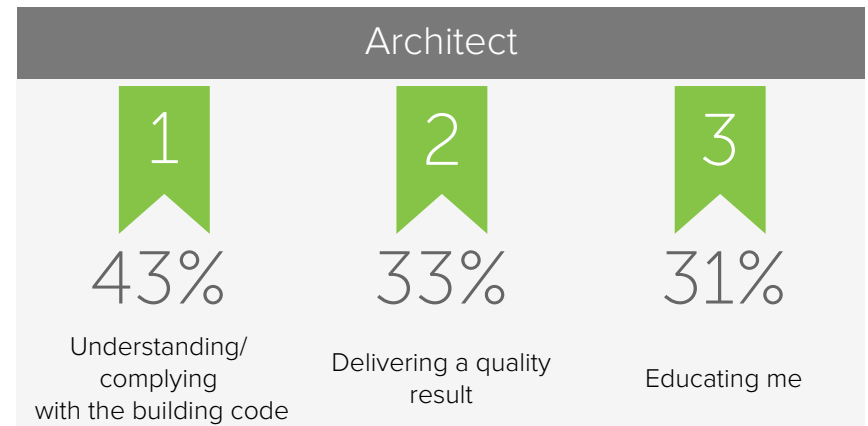 Architect
1
2
3
43%
33%
31%
Understanding/
complying
with the building code
Delivering a quality
result
Educating me